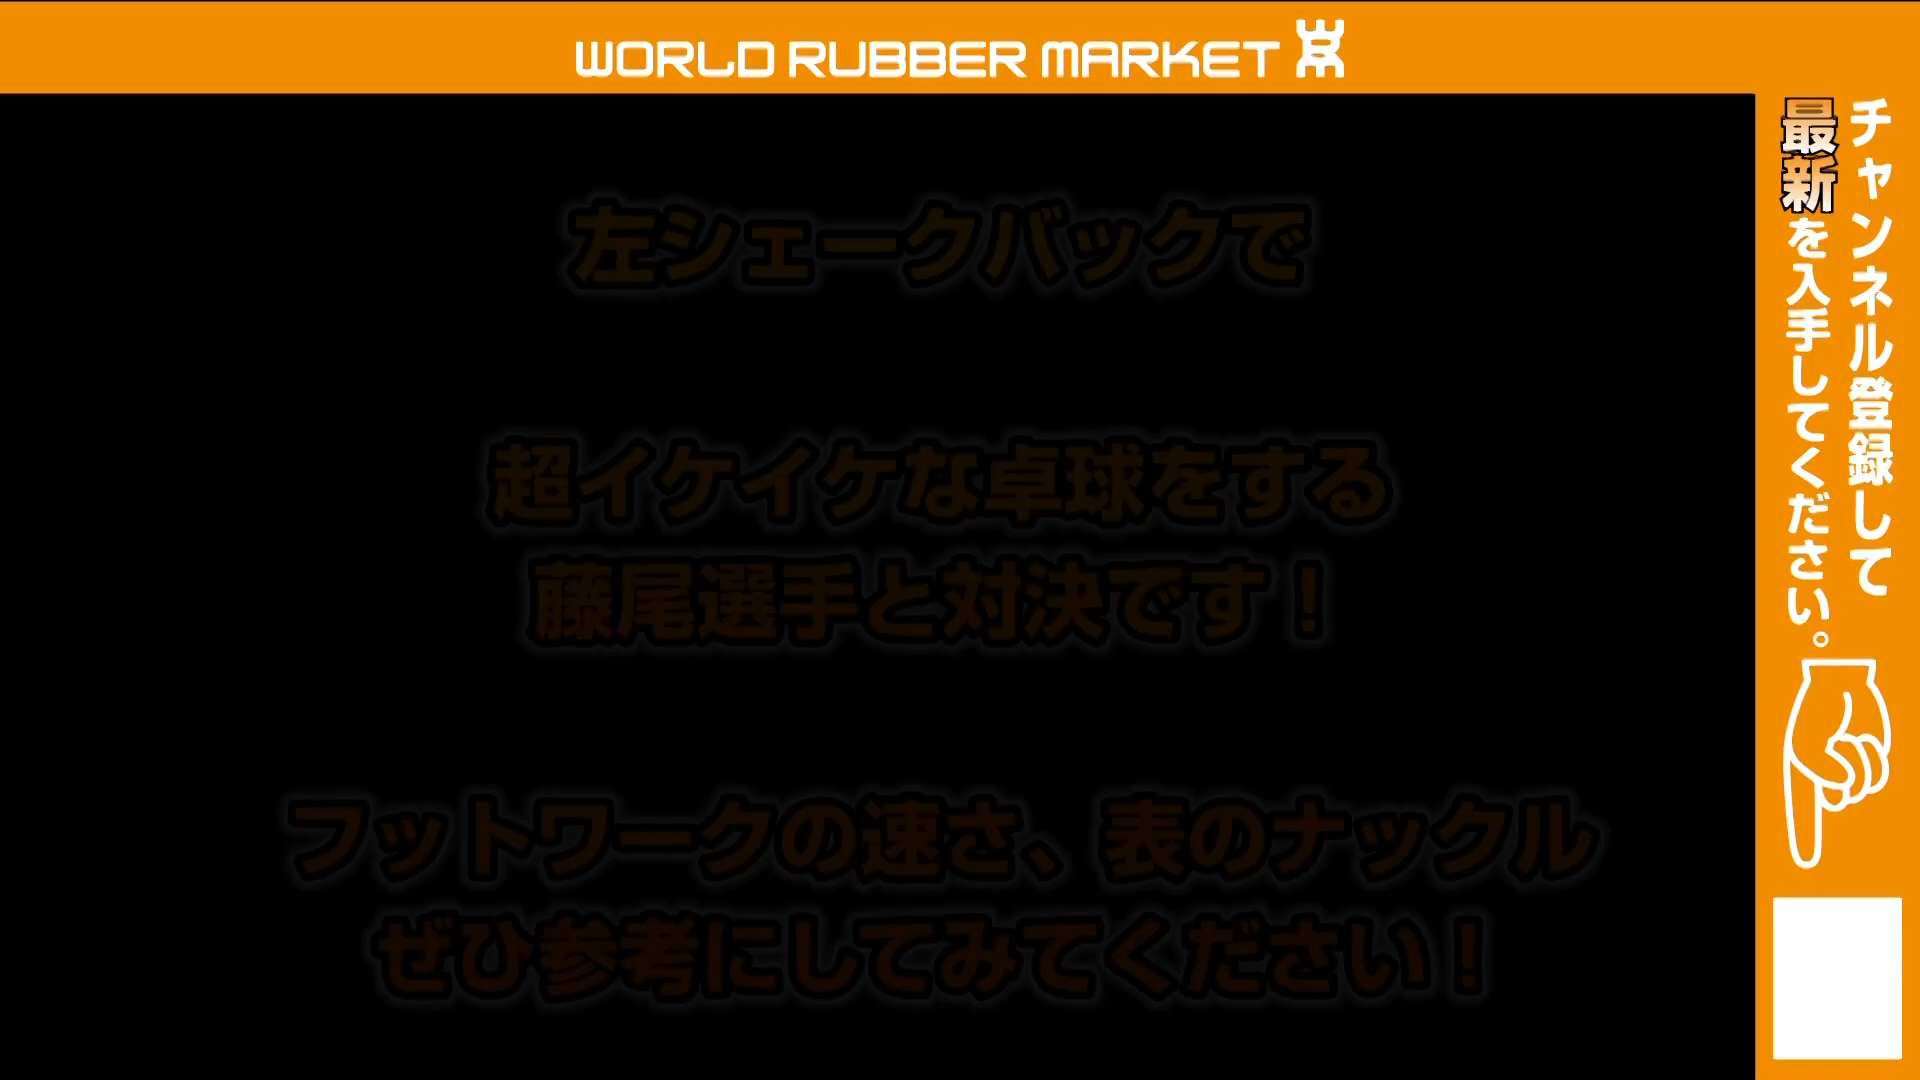 WORLD RUBBER MARKET
左シェークバックで
超イケイケな卓球をする
藤尾選手と対決です！
フットワークの速さ、表のナックル
ぜひ参考にしてみてください！
チャンネル登録して
最新を入手してください。